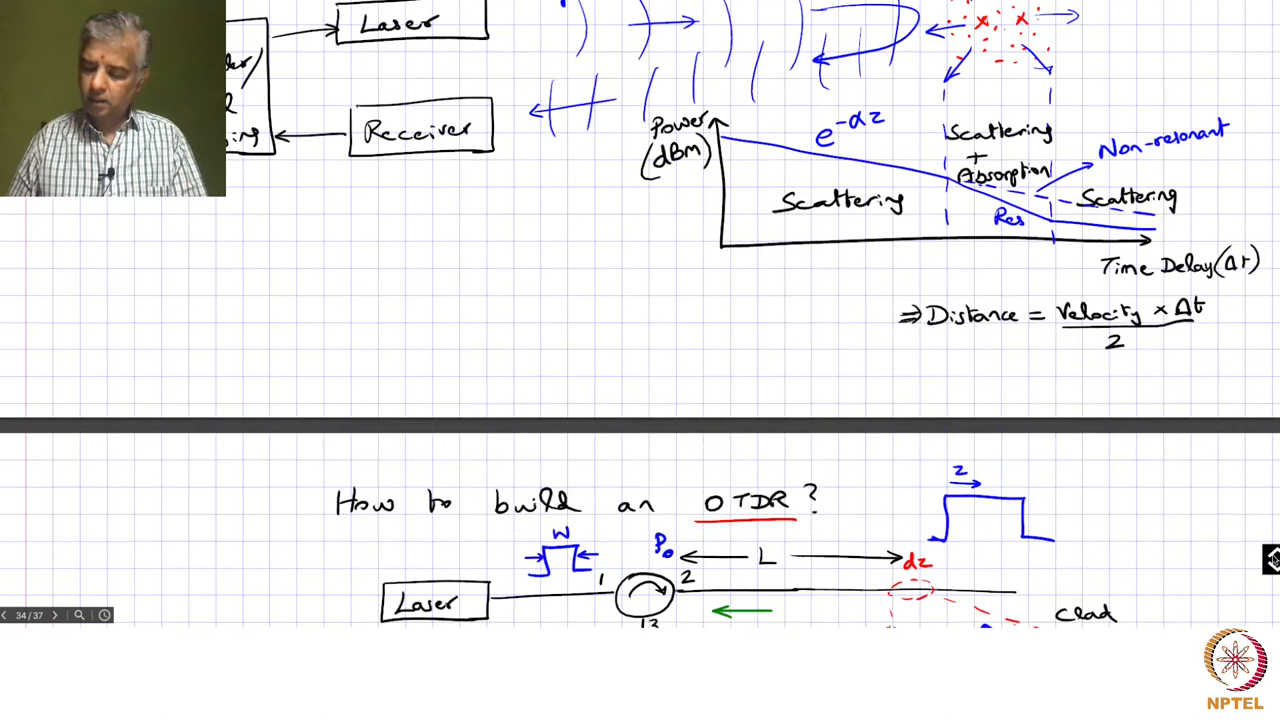 Laser
Receiver
Power
(dBm)
e^-αz
Scattering
+
Absorption
Non-resonant
Scattering
Scattering
Res
Time Delay (Δt)
⇒ Distance = Velocity × Δt
2
How to build an OTDR?
z
W
P₀
L
dz
1
2
Laser
3
Clad
34 / 37
NPTEL